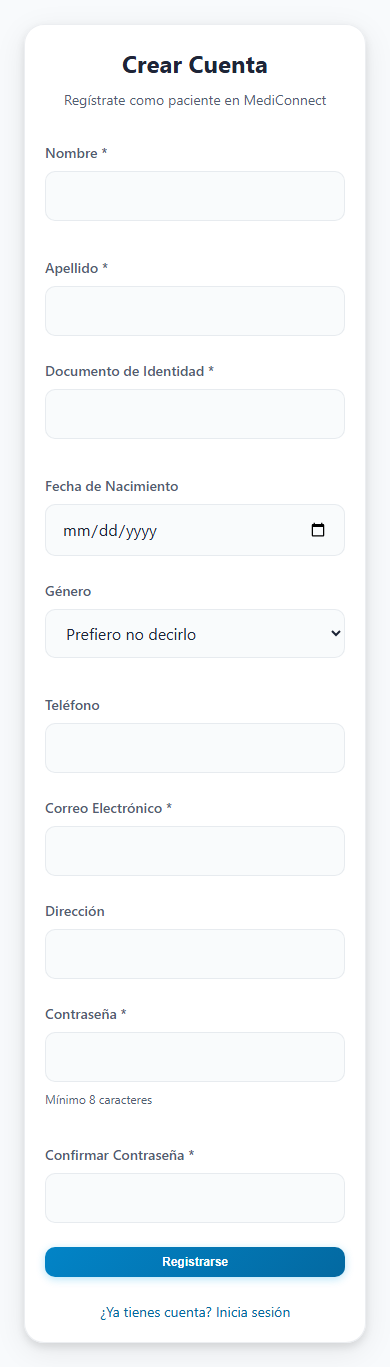 Crear Cuenta
Regístrate como paciente en MediConnect
Nombre *
Apellido *
Documento de Identidad *
Fecha de Nacimiento
mm/dd/yyyy
Género
Prefiero no decirlo
Teléfono
Correo Electrónico *
Dirección
Contraseña *
Mínimo 8 caracteres
Confirmar Contraseña *
Registrarse
¿Ya tienes cuenta? Inicia sesión